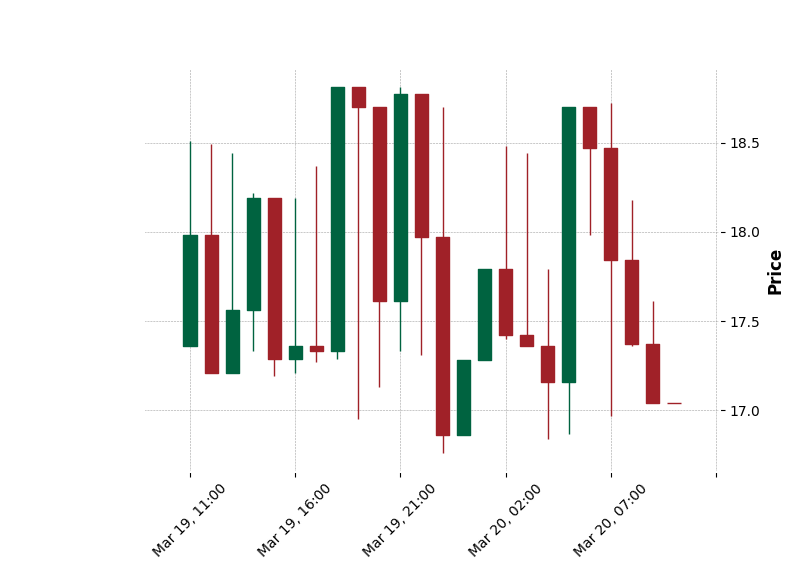 18.5
18.0
17.5
17.0
Price
Mar 19, 11:00
Mar 19, 16:00
Mar 19, 21:00
Mar 20, 02:00
Mar 20, 07:00